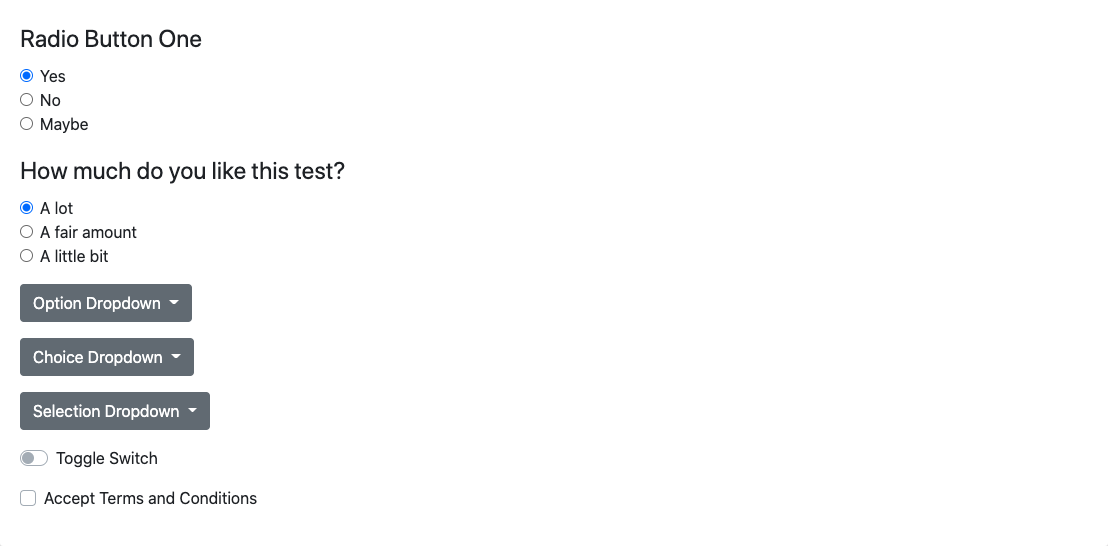 Radio Button One
Yes
No
Maybe
How much do you like this test?
A lot
A fair amount
A little bit
Option Dropdown
Choice Dropdown
Selection Dropdown
Toggle Switch
Accept Terms and Conditions